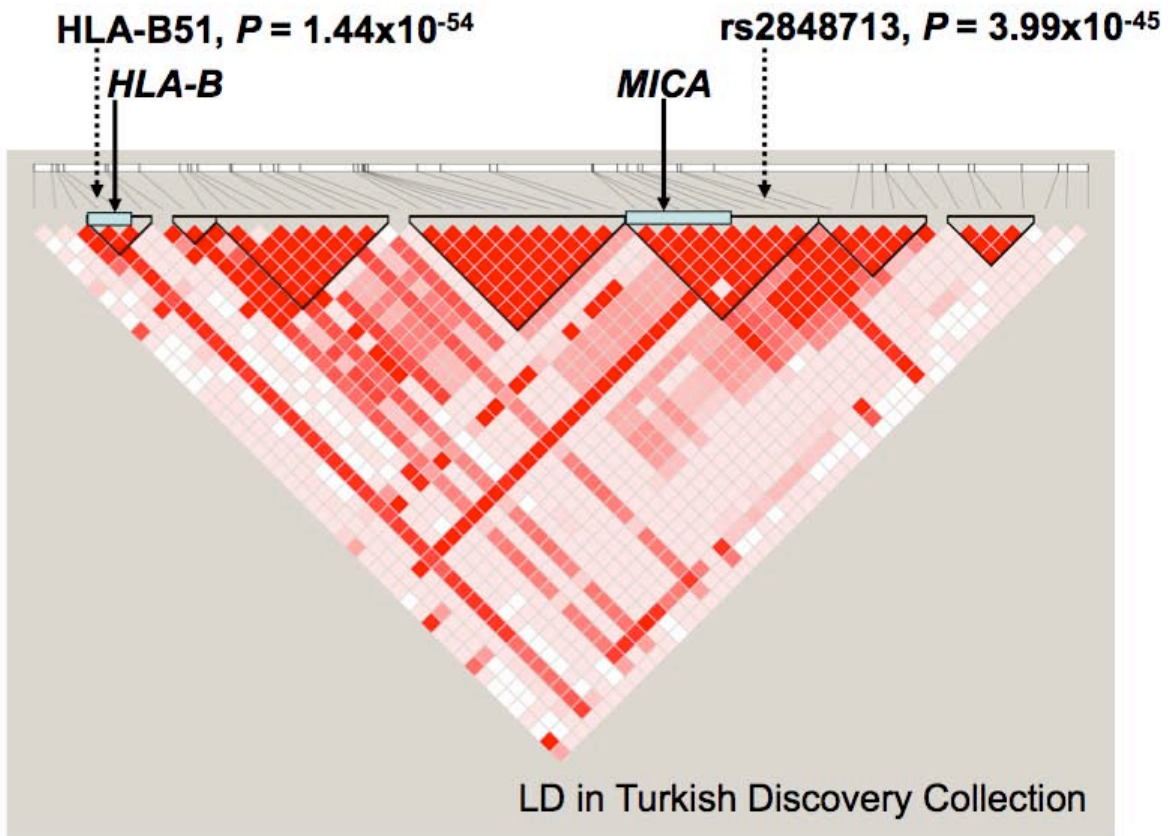 HLA-B51, P = 1.44x10⁻⁵⁴
rs2848713, P = 3.99x10⁻⁴⁵
HLA-B
MICA
LD in Turkish Discovery Collection